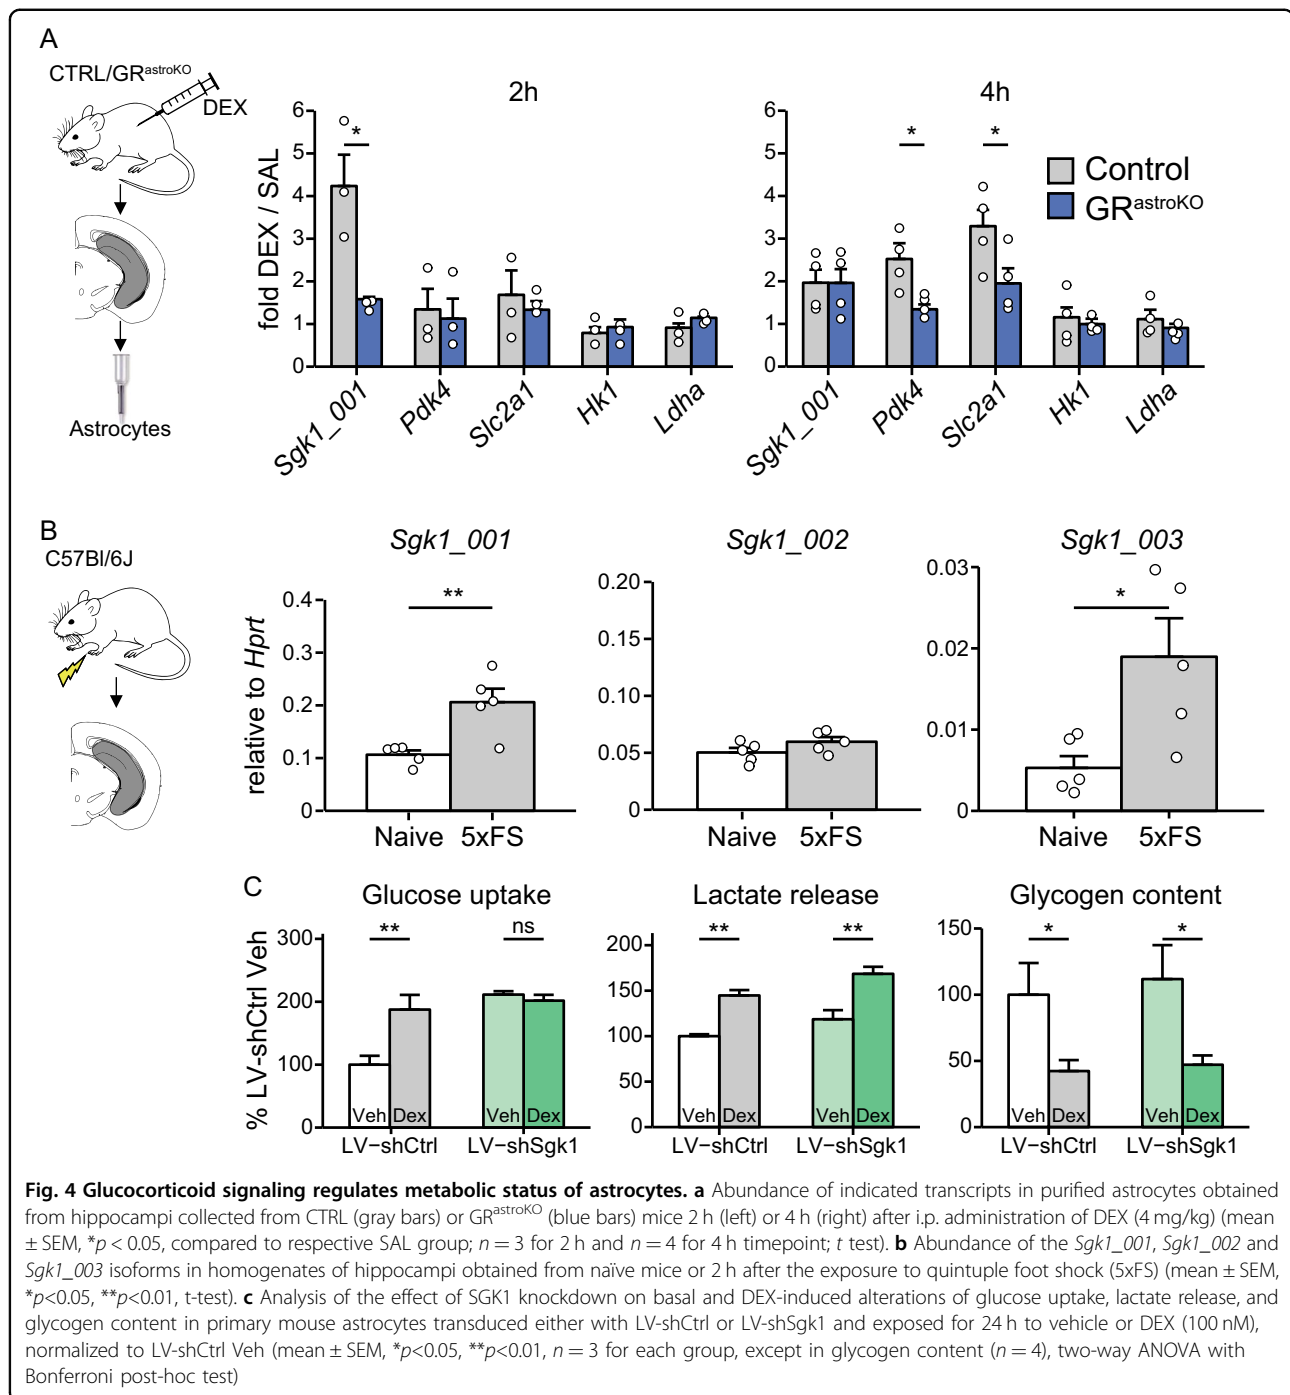 A
CTRL/GRastroKO
DEX
Astrocytes
2h
fold DEX / SAL
6
5
4
3
2
1
0
*
Sgk1_001
Pdk4
Slc2a1
Hk1
Ldha
4h
6
5
4
3
2
1
0
*
*
Control
GRastroKO
Sgk1_001
Pdk4
Slc2a1
Hk1
Ldha
B
C57Bl/6J
Sgk1_001
relative to Hprt
0.4
0.3
0.2
0.1
0
**
Naive 5xFS
Sgk1_002
0.20
0.15
0.10
0.05
0.00
Naive 5xFS
Sgk1_003
0.03
0.02
0.01
0
*
Naive 5xFS
C
Glucose uptake
% LV-shCtrl Veh
300
200
100
0
** ns
Veh Dex Veh Dex
LV−shCtrl LV−shSgk1
Lactate release
200
150
100
50
0
** **
Veh Dex Veh Dex
LV−shCtrl LV−shSgk1
Glycogen content
150
100
50
0
* *
Veh Dex Veh Dex
LV−shCtrl LV−shSgk1
Fig. 4 Glucocorticoid signaling regulates metabolic status of astrocytes. a Abundance of indicated transcripts in purified astrocytes obtained
from hippocampi collected from CTRL (gray bars) or GRastroKO (blue bars) mice 2 h (left) or 4 h (right) after i.p. administration of DEX (4 mg/kg) (mean
± SEM, *p < 0.05, compared to respective SAL group; n = 3 for 2 h and n = 4 for 4 h timepoint; t test). b Abundance of the Sgk1_001, Sgk1_002 and
Sgk1_003 isoforms in homogenates of hippocampi obtained from naïve mice or 2 h after the exposure to quintuple foot shock (5xFS) (mean ± SEM,
*p<0.05, **p<0.01, t-test). c Analysis of the effect of SGK1 knockdown on basal and DEX-induced alterations of glucose uptake, lactate release, and
glycogen content in primary mouse astrocytes transduced either with LV-shCtrl or LV-shSgk1 and exposed for 24 h to vehicle or DEX (100 nM),
normalized to LV-shCtrl Veh (mean ± SEM, *p<0.05, **p<0.01, n = 3 for each group, except in glycogen content (n = 4), two-way ANOVA with
Bonferroni post-hoc test)